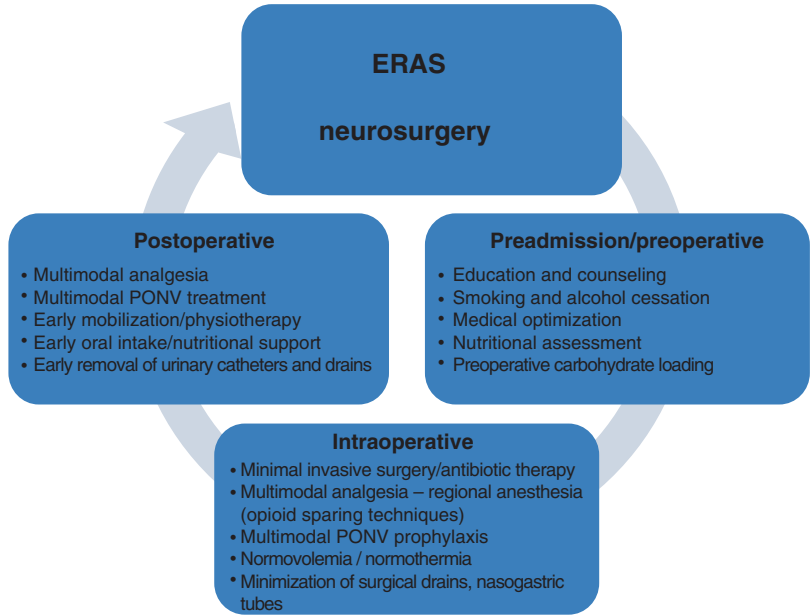 ERAS
neurosurgery
Postoperative
• Multimodal analgesia
• Multimodal PONV treatment
• Early mobilization/physiotherapy
• Early oral intake/nutritional support
• Early removal of urinary catheters and drains
Preadmission/preoperative
• Education and counseling
• Smoking and alcohol cessation
• Medical optimization
• Nutritional assessment
• Preoperative carbohydrate loading
Intraoperative
• Minimal invasive surgery/antibiotic therapy
• Multimodal analgesia – regional anesthesia
(opioid sparing techniques)
• Multimodal PONV prophylaxis
• Normovolemia / normothermia
• Minimization of surgical drains, nasogastric
tubes